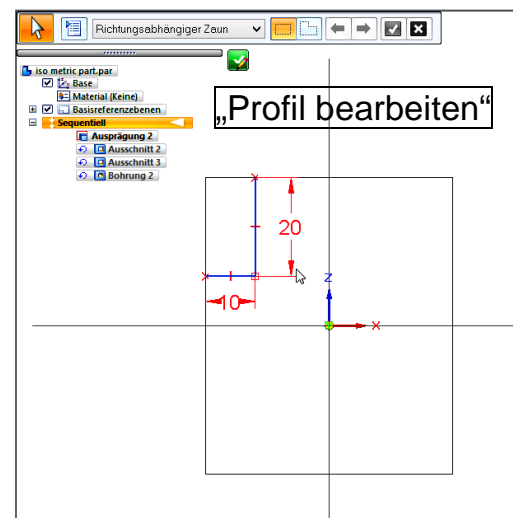 Richtungsabhängiger Zaun
iso metric part.par
Base
Material (Keine)
Basisreferenzebenen
Sequentiell
Ausprägung 2
Ausschnitt 2
Ausschnitt 3
Bohrung 2
„Profil bearbeiten“
20
10
Z
X